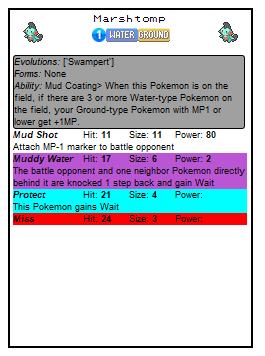 Marshtomp
1 WATER GROUND
Evolutions: ['Swampert']
Forms: None
Ability: Mud Coating> When this Pokemon is on the
field, if there are 3 or more Water-type Pokemon on
the field, your Ground-type Pokemon with MP1 or
lower get +1MP.
Mud Shot Hit: 11 Size: 11 Power: 80
Attach MP-1 marker to battle opponent
Muddy Water Hit: 17 Size: 6 Power: 2
The battle opponent and one neighbor Pokemon directly
behind it are knocked 1 step back and gain Wait
Protect Hit: 21 Size: 4 Power:
This Pokemon gains Wait
Miss Hit: 24 Size: 3 Power: